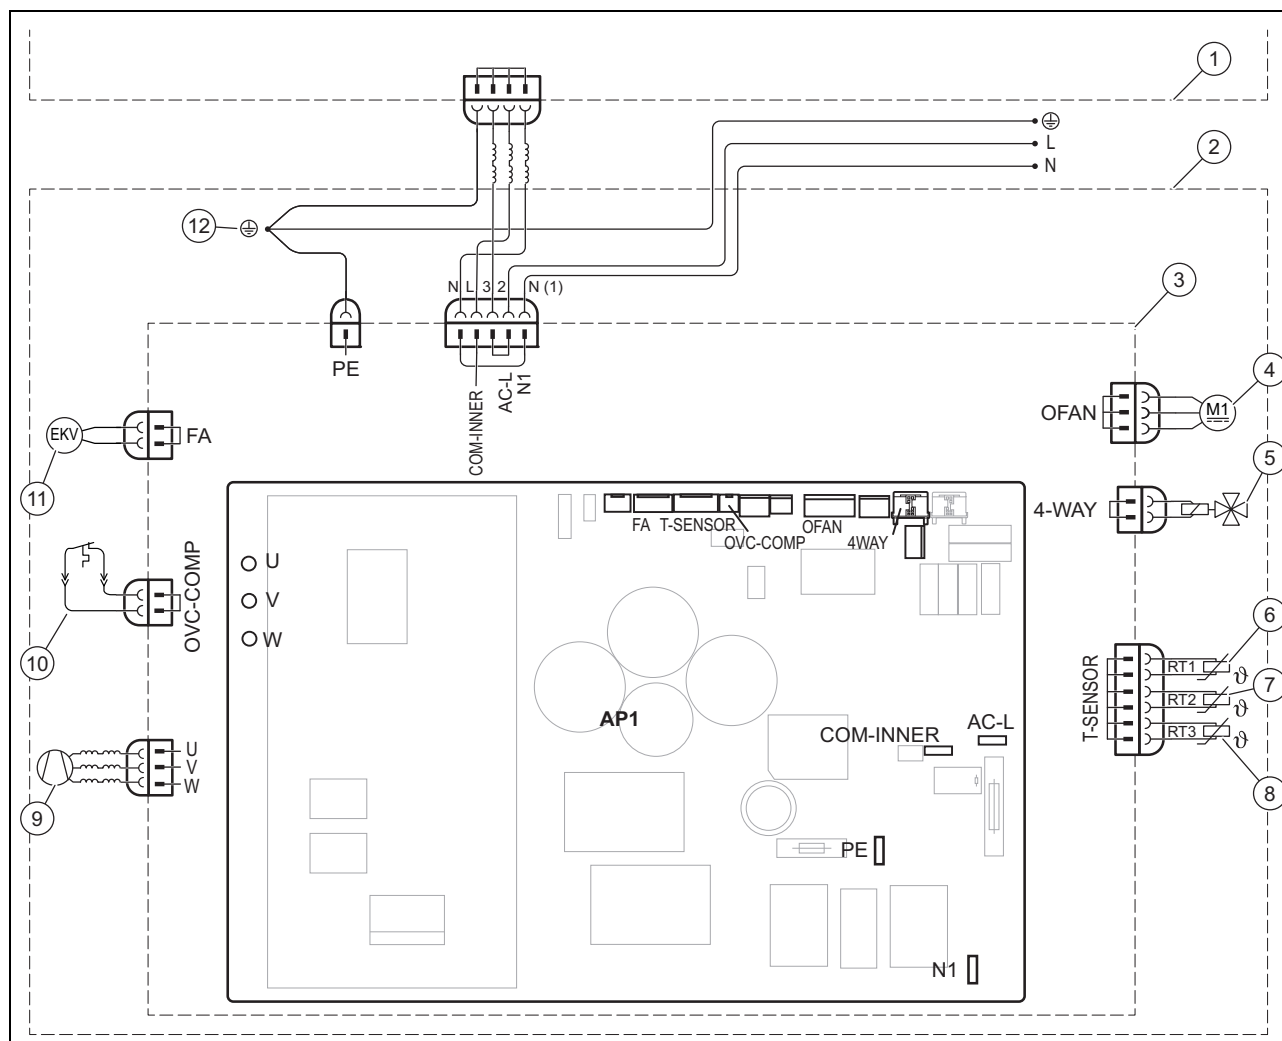 1
L
N
2
12
N L 3 2 N (1)
3
PE
COM-INNER
AC-L
N1
4
OFAN
M1
EKV
FA
11
5
4-WAY
FA T-SENSOR OFAN
OVC-COMP 4WAY
OVC-COMP
U
V
W
10
6
T-SENSOR
RT1 ϑ
7
RT2 ϑ
RT3 ϑ
8
AP1
COM-INNER
AC-L
U
V
W
9
PE
N1